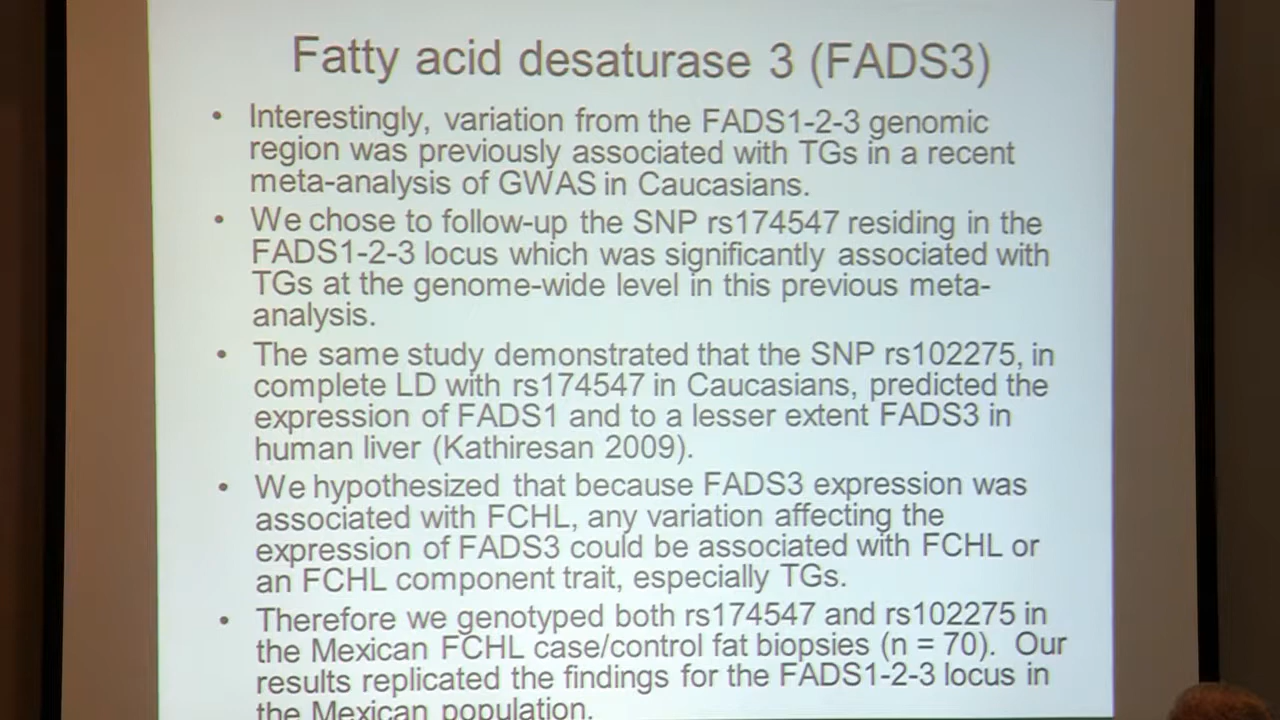 Fatty acid desaturase 3 (FADS3)
• Interestingly, variation from the FADS1-2-3 genomic
region was previously associated with TGs in a recent
meta-analysis of GWAS in Caucasians.
• We chose to follow-up the SNP rs174547 residing in the
FADS1-2-3 locus which was significantly associated with
TGs at the genome-wide level in this previous meta-
analysis.
• The same study demonstrated that the SNP rs102275, in
complete LD with rs174547 in Caucasians, predicted the
expression of FADS1 and to a lesser extent FADS3 in
human liver (Kathiresan 2009).
• We hypothesized that because FADS3 expression was
associated with FCHL, any variation affecting the
expression of FADS3 could be associated with FCHL or
an FCHL component trait, especially TGs.
• Therefore we genotyped both rs174547 and rs102275 in
the Mexican FCHL case/control fat biopsies (n = 70). Our
results replicated the findings for the FADS1-2-3 locus in
the Mexican population.